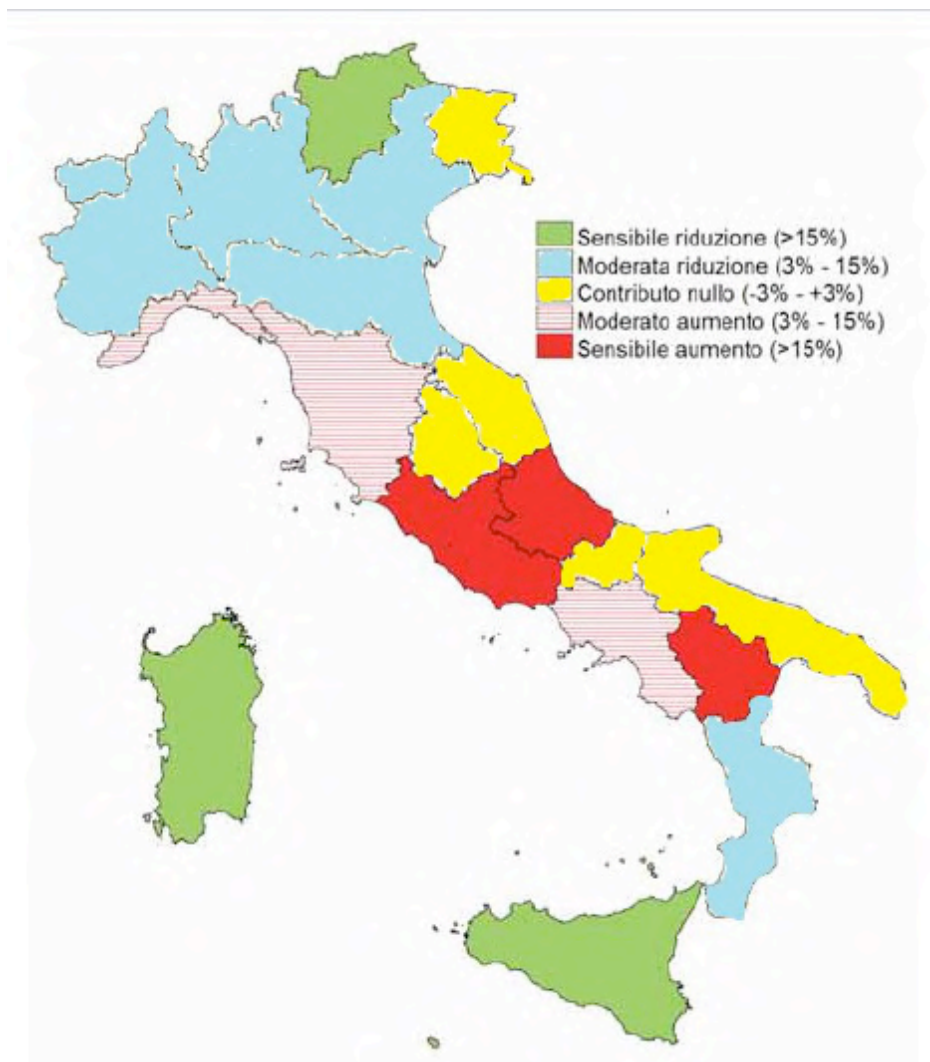 Sensibile riduzione (>15%)
Moderata riduzione (3% - 15%)
Contributo nullo (-3% - +3%)
Moderato aumento (3% - 15%)
Sensibile aumento (>15%)